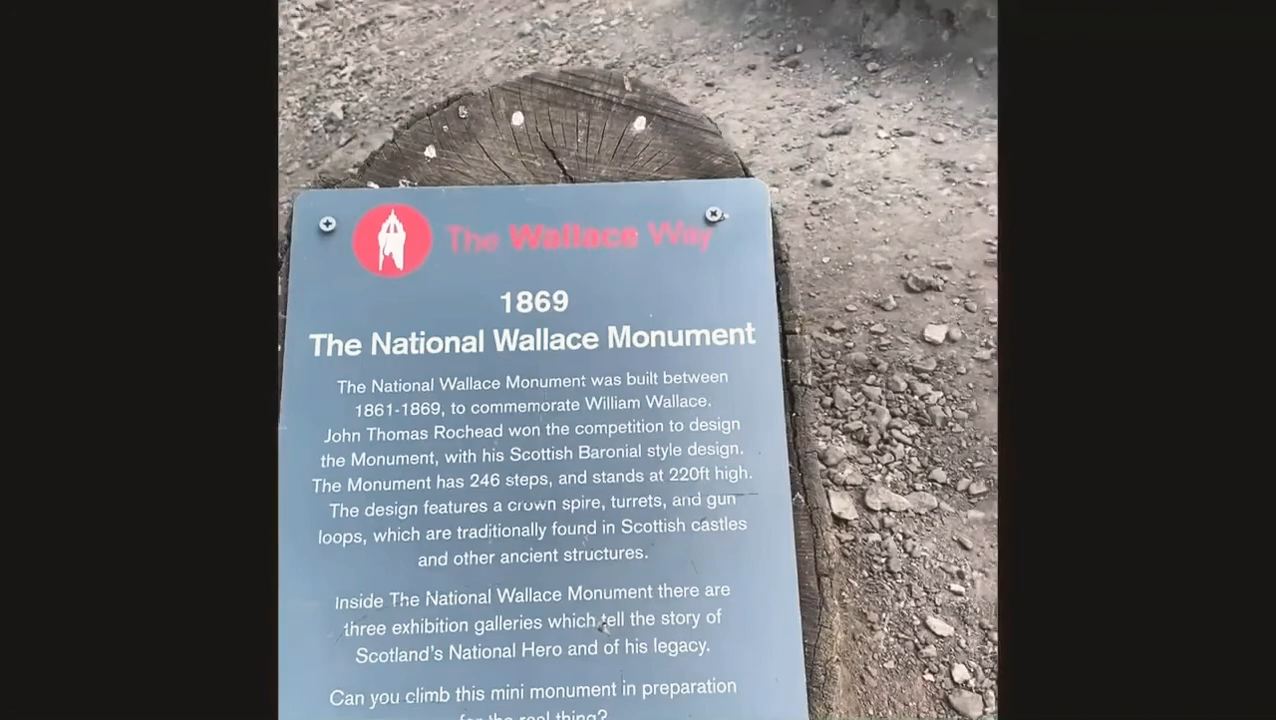 The Wallace Way
1869
The National Wallace Monument
The National Wallace Monument was built between
1861-1869, to commemorate William Wallace.
John Thomas Rochead won the competition to design
the Monument, with his Scottish Baronial style design.
The Monument has 246 steps, and stands at 220ft high.
The design features a crown spire, turrets, and gun
loops, which are traditionally found in Scottish castles
and other ancient structures.
Inside The National Wallace Monument there are
three exhibition galleries which tell the story of
Scotland's National Hero and of his legacy.
Can you climb this mini monument in preparation
for the real thing?